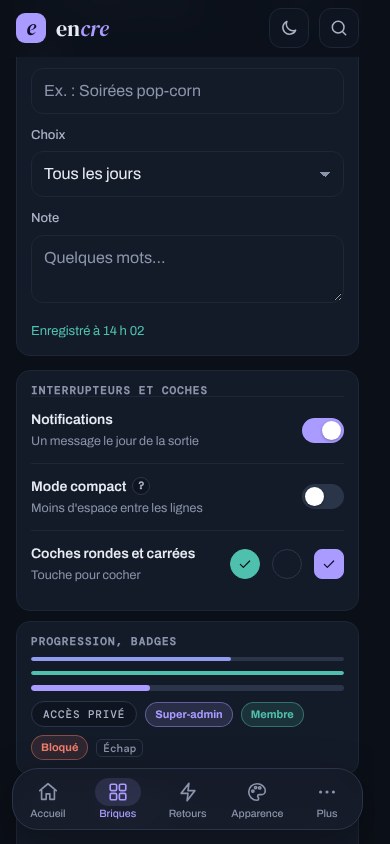 e encre
Ex. : Soirées pop-corn
Choix
Tous les jours
Note
Quelques mots...
Enregistré à 14 h 02
INTERRUPTEURS ET COCHES
Notifications
Un message le jour de la sortie
Mode compact ?
Moins d'espace entre les lignes
Coches rondes et carrées
Touche pour cocher
PROGRESSION, BADGES
ACCÈS PRIVÉ Super-admin Membre
Bloqué Échap
Accueil Briques Retours Apparence Plus